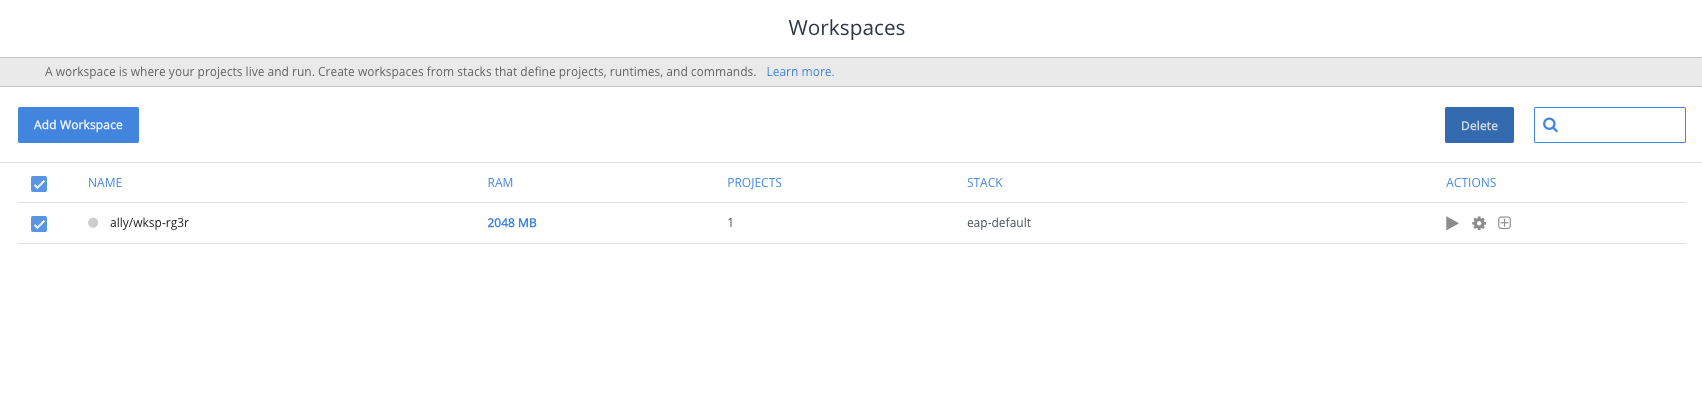 Workspaces
A workspace is where your projects live and run. Create workspaces from stacks that define projects, runtimes, and commands. Learn more.
Add Workspace
Delete
NAME RAM PROJECTS STACK ACTIONS
ally/wksp-rg3r 2048 MB 1 eap-default